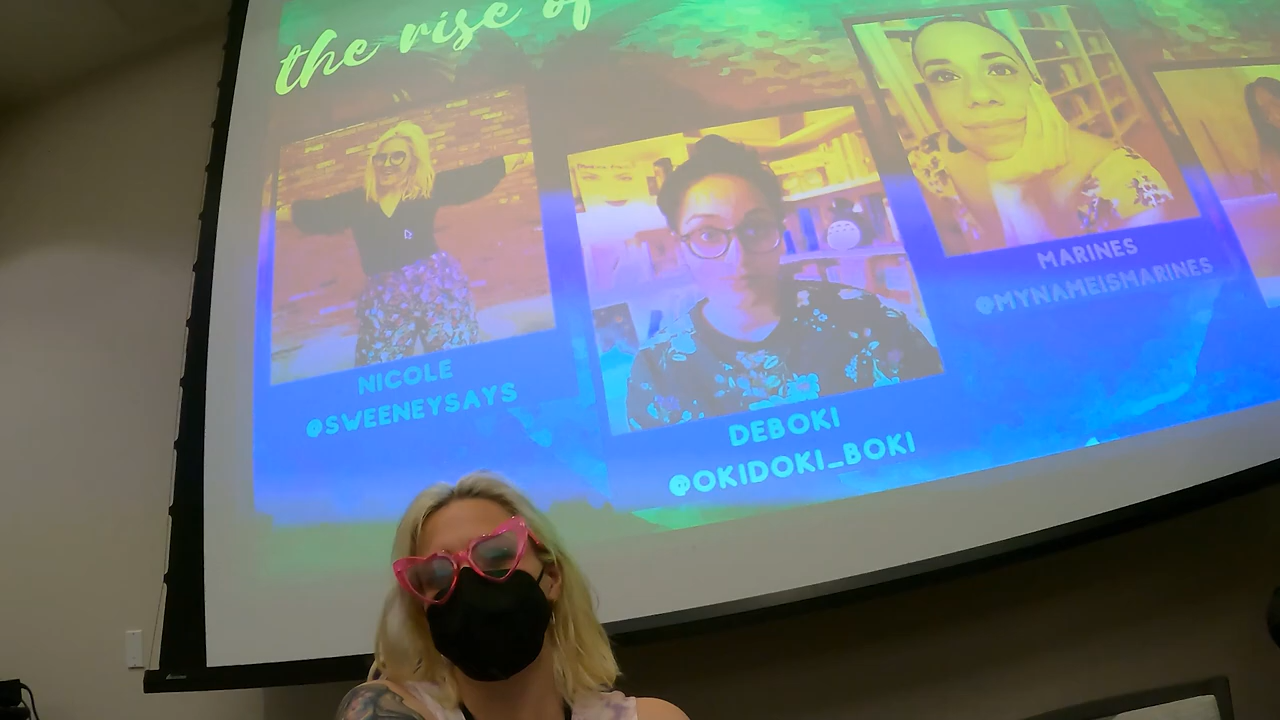 the rise of
NICOLE
@SWEENEYSAYS
DEBOKI
@OKIDOKI_BOKI
MARINES
@MYNAMEISMARINES